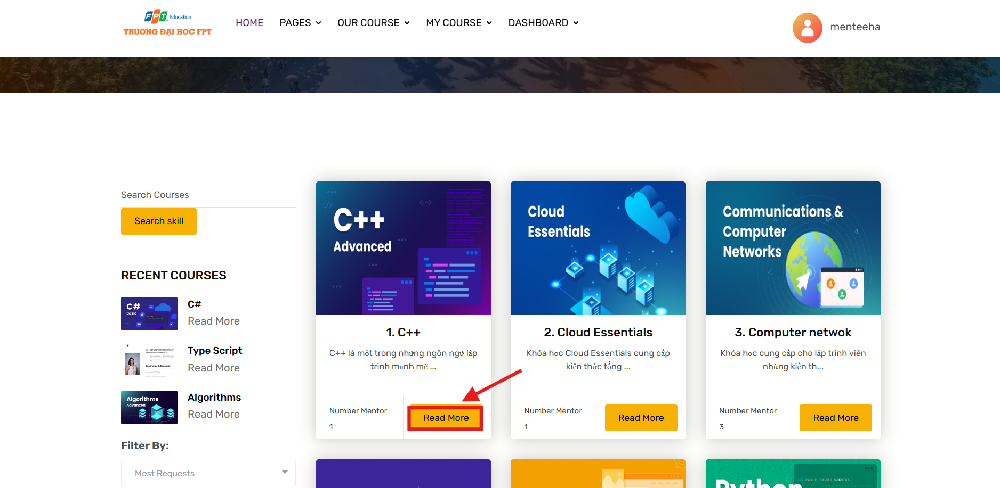 FPT Education
TRƯỜNG ĐẠI HỌC FPT
HOME
PAGES
OUR COURSE
MY COURSE
DASHBOARD
menteeha
Search Courses
Search skill
RECENT COURSES
C#
Basic
C#
Read More
Experience & Education
Type Script
Read More
Algorithms
Advanced
Algorithms
Read More
Filter By:
Most Requests
C++
Advanced
1. C++
C++ là một trong những ngôn ngữ lập
trình mạnh mẽ ...
Number Mentor
1
Read More
Cloud
Essentials
2. Cloud Essentials
Khóa học Cloud Essentials cung cấp
kiến thức tổng ...
Number Mentor
1
Read More
Communications &
Computer
Networks
3. Computer netwok
Khóa học cung cấp cho lập trình viên
những kiến th...
Number Mentor
3
Read More
def square_numbers(numbers):
Python